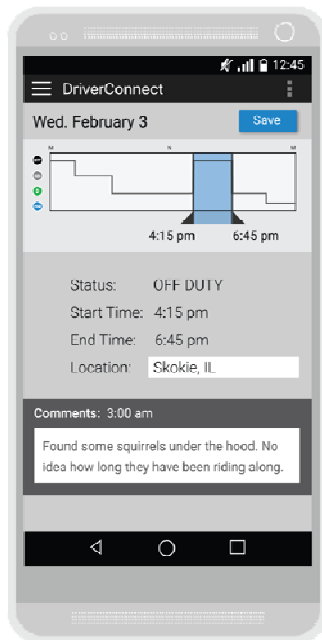 12:45
DriverConnect
Wed. February 3
Save
M N M
4:15 pm 6:45 pm
Status: OFF DUTY
Start Time: 4:15 pm
End Time: 6:45 pm
Location: Skokie, IL
Comments: 3:00 am
Found some squirrels under the hood. No
idea how long they have been riding along.